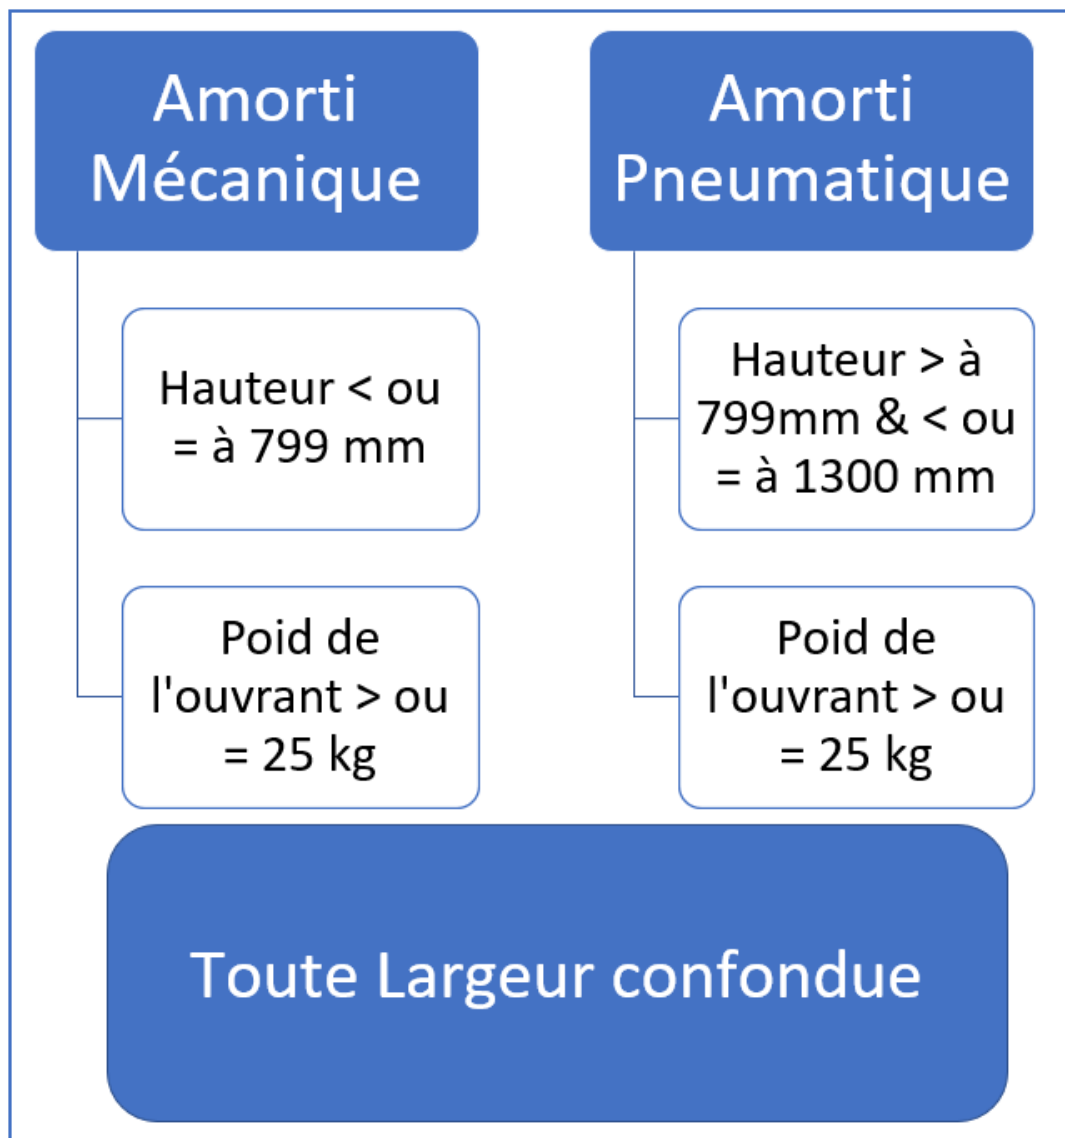 Amorti
Mécanique
Hauteur < ou
= à 799 mm
Poid de
l'ouvrant > ou
= 25 kg
Amorti
Pneumatique
Hauteur > à
799mm & < ou
= à 1300 mm
Poid de
l'ouvrant > ou
= 25 kg
Toute Largeur confondue